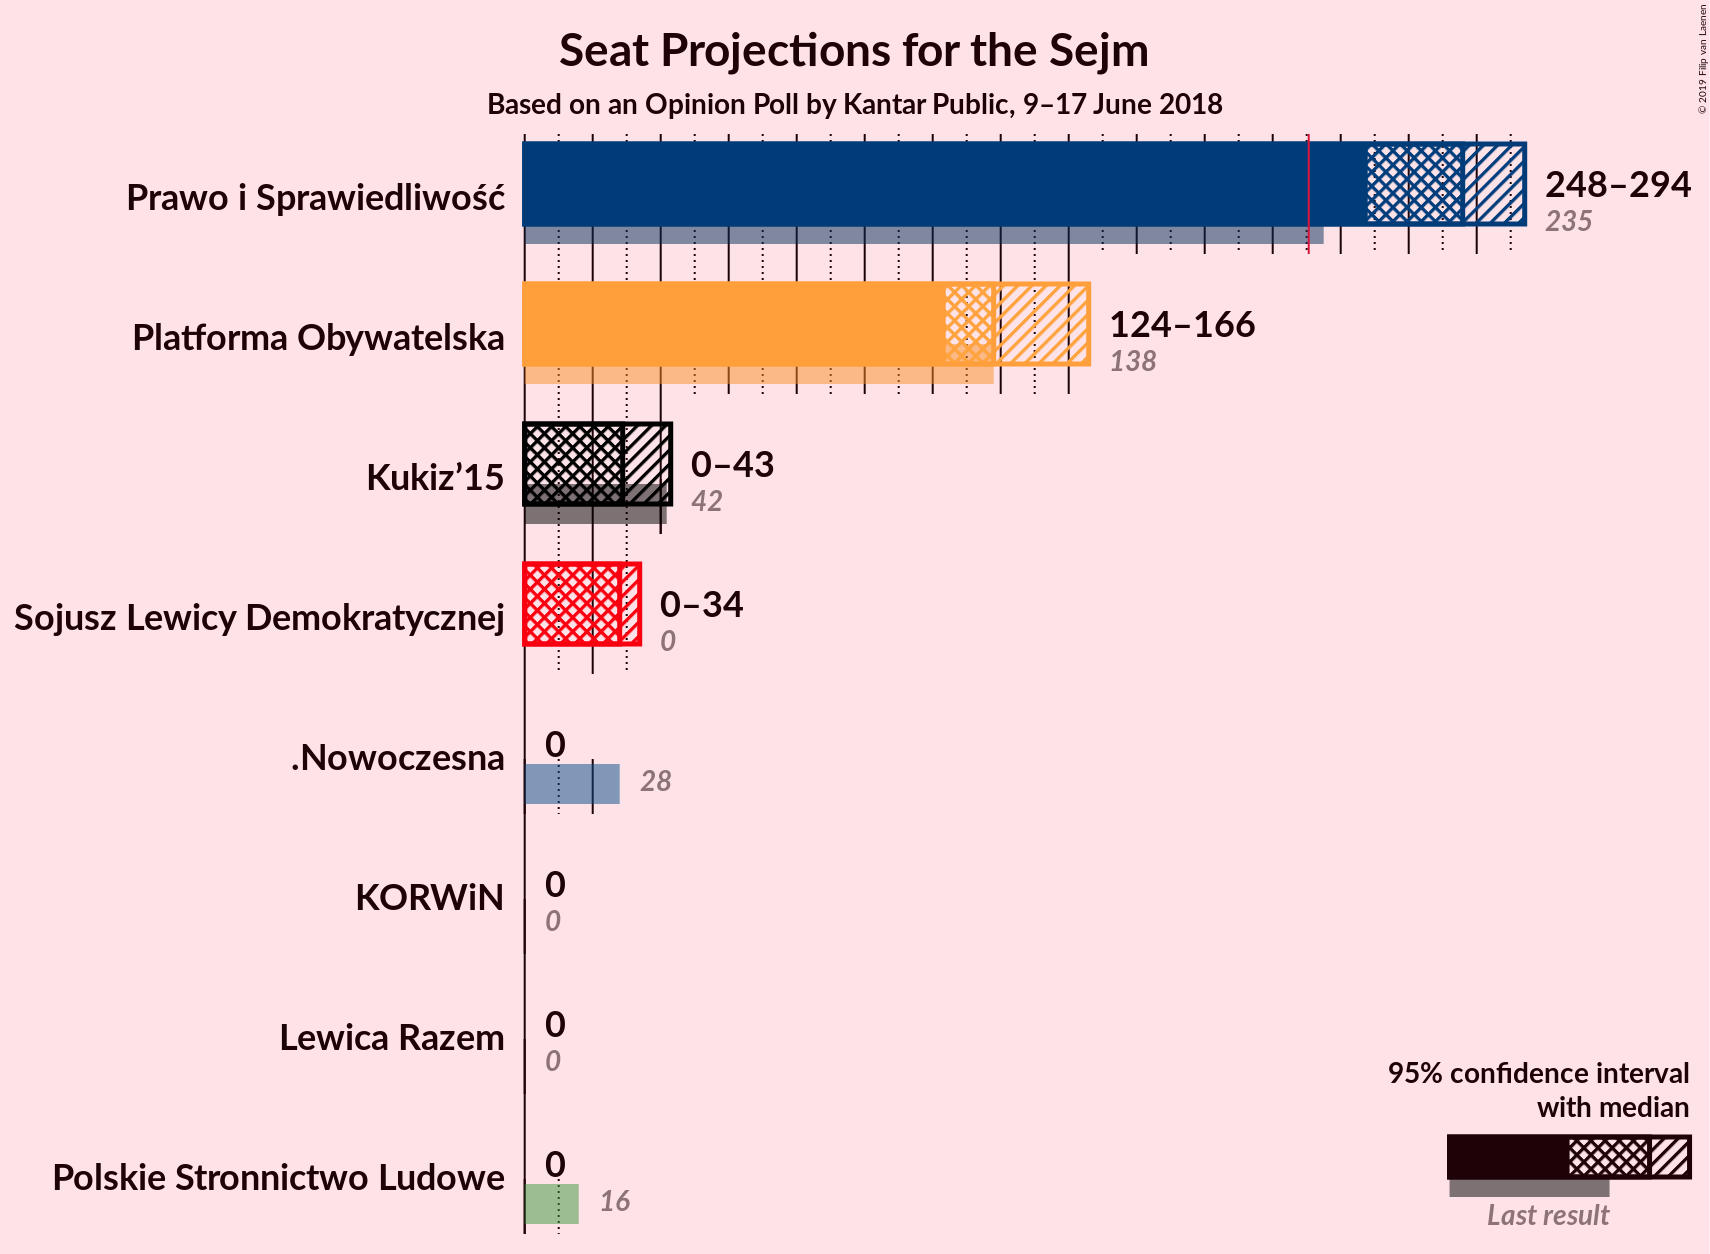 Seat Projections for the Sejm
Based on an Opinion Poll by Kantar Public, 9–17 June 2018
© 2019 Filip van Laenen
Prawo i Sprawiedliwość
248–294
235
Platforma Obywatelska
124–166
138
Kukiz’15
0–43
42
Sojusz Lewicy Demokratycznej
0–34
0
.Nowoczesna
0
28
KORWiN
0
0
Lewica Razem
0
0
Polskie Stronnictwo Ludowe
0
16
95% confidence interval
with median
Last result